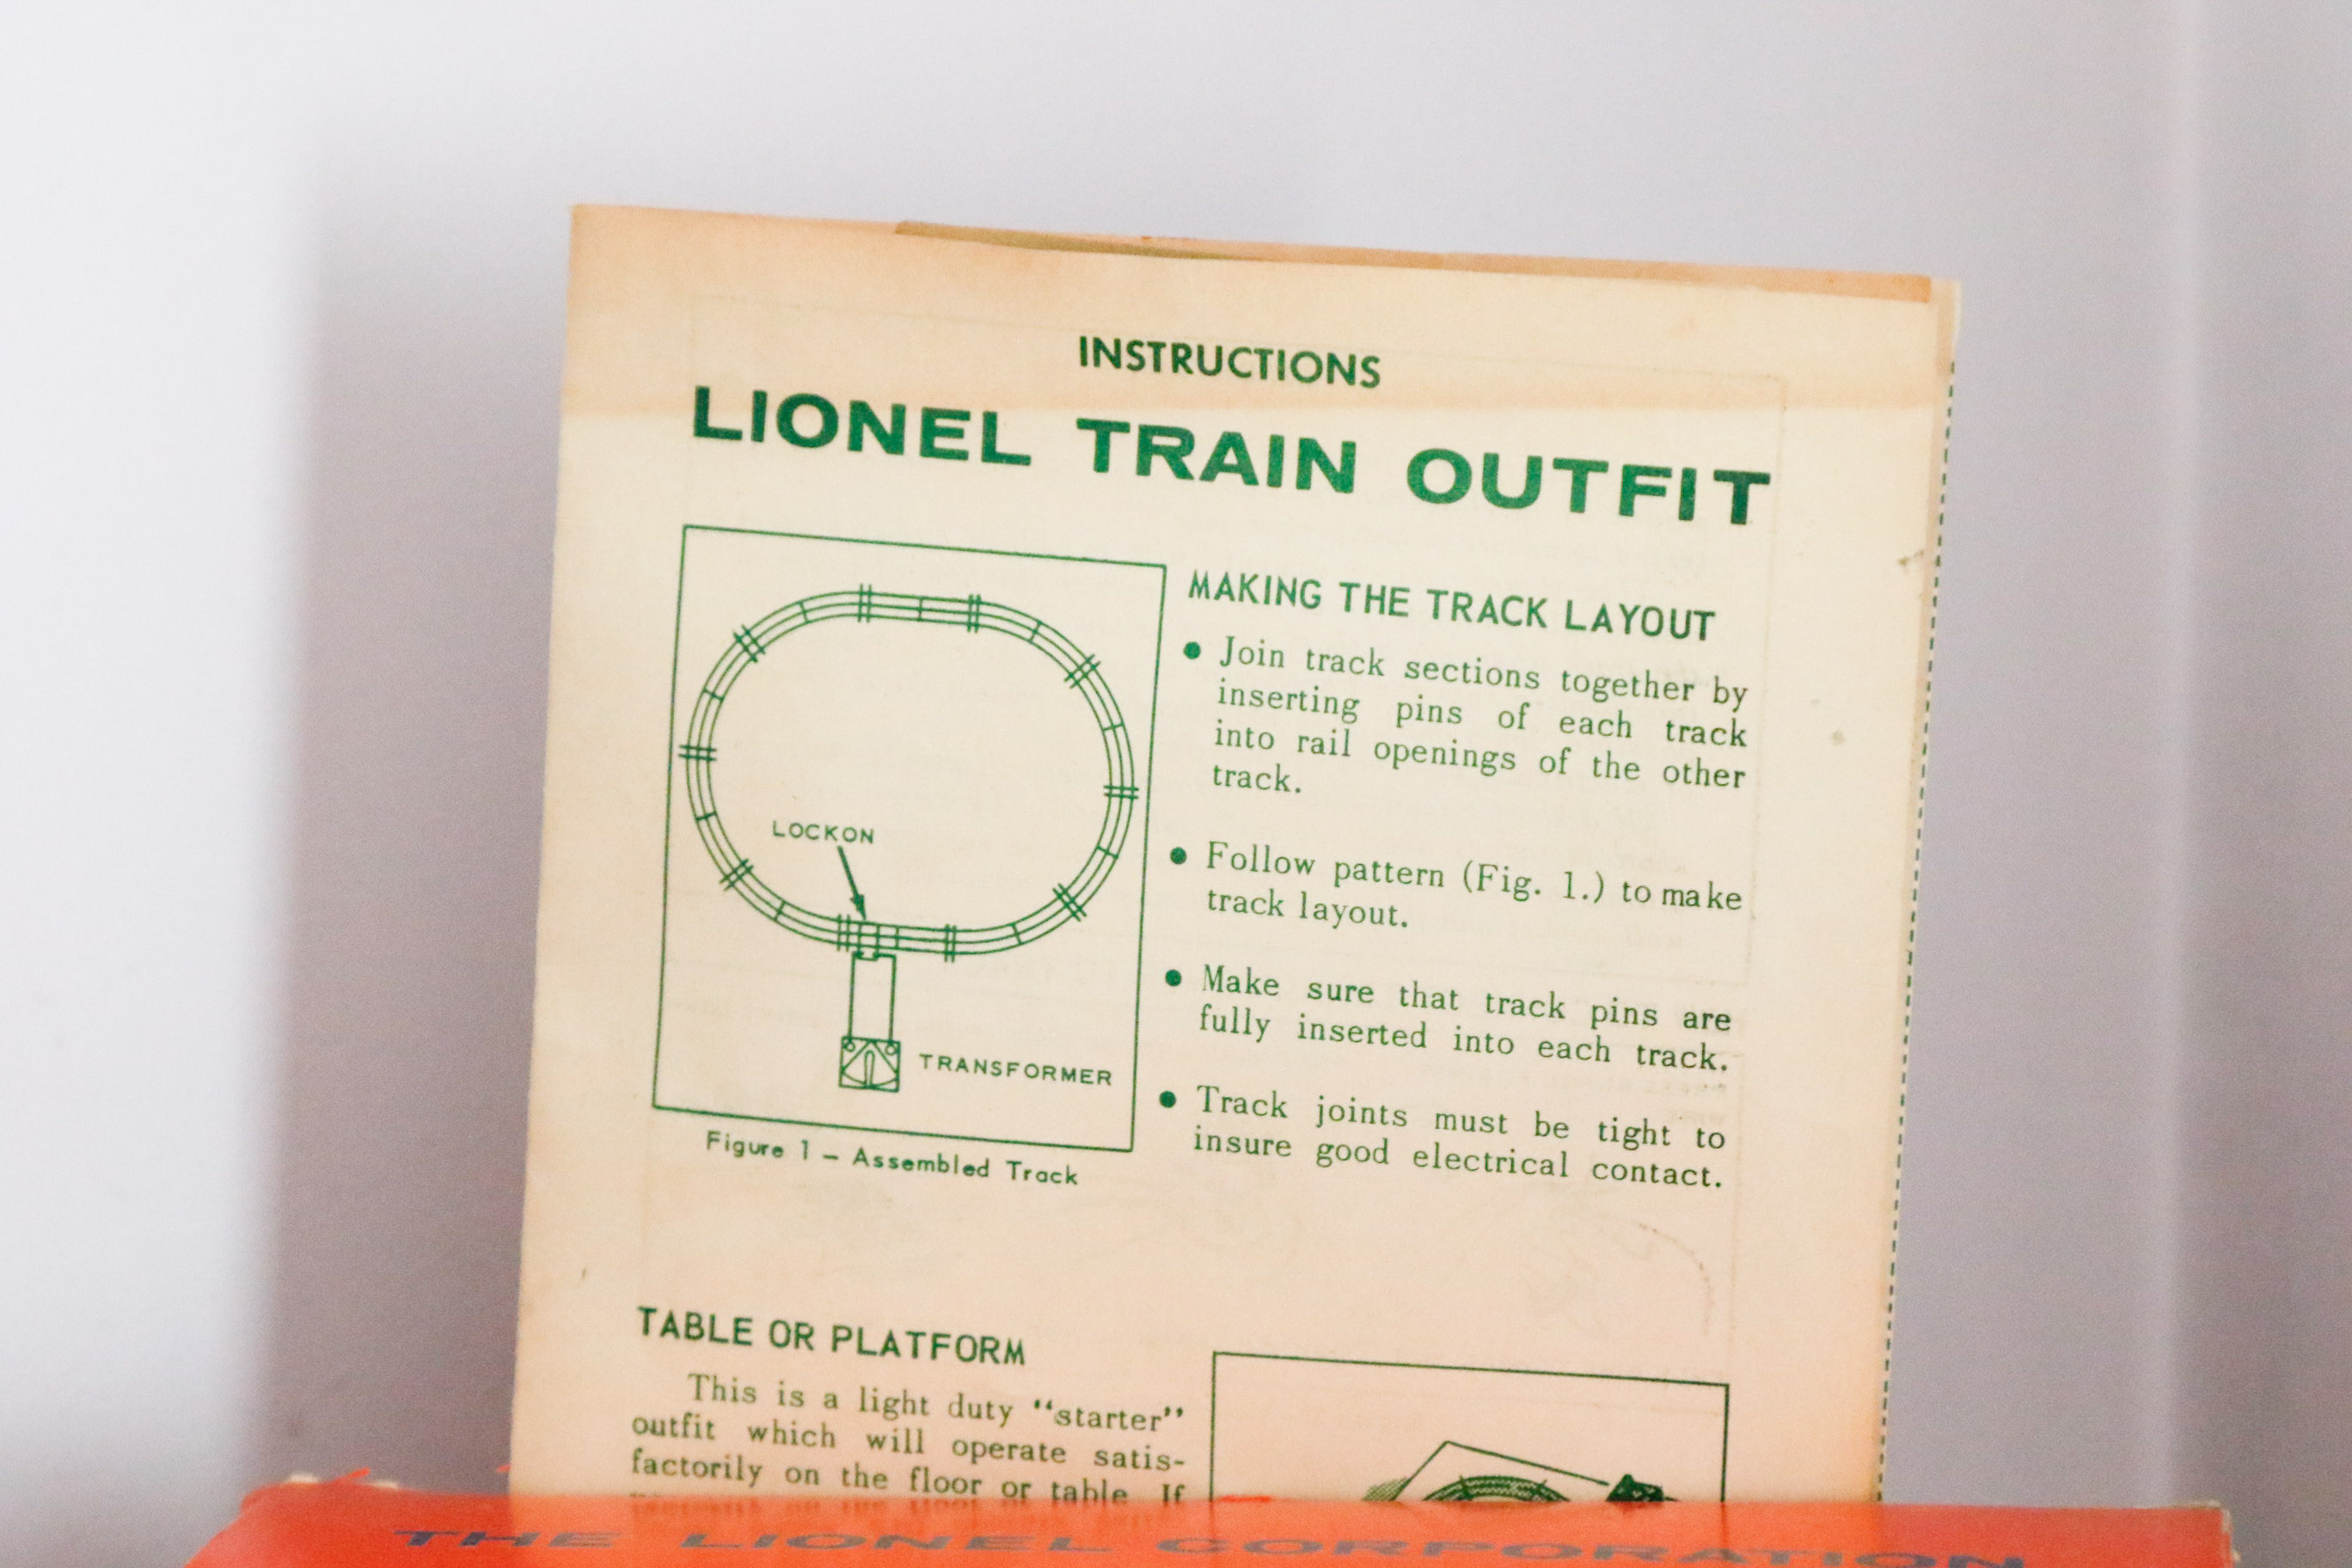 INSTRUCTIONS
LIONEL TRAIN OUTFIT
LOCKON
TRANSFORMER
Figure 1 – Assembled Track
MAKING THE TRACK LAYOUT
● Join track sections together by
inserting pins of each track
into rail openings of the other
track.
● Follow pattern (Fig. 1.) to make
track layout.
● Make sure that track pins are
fully inserted into each track.
● Track joints must be tight to
insure good electrical contact.
TABLE OR PLATFORM
This is a light duty "starter"
outfit which will operate satis-
factorily on the floor or table. If
THE LIONEL CORPORATION